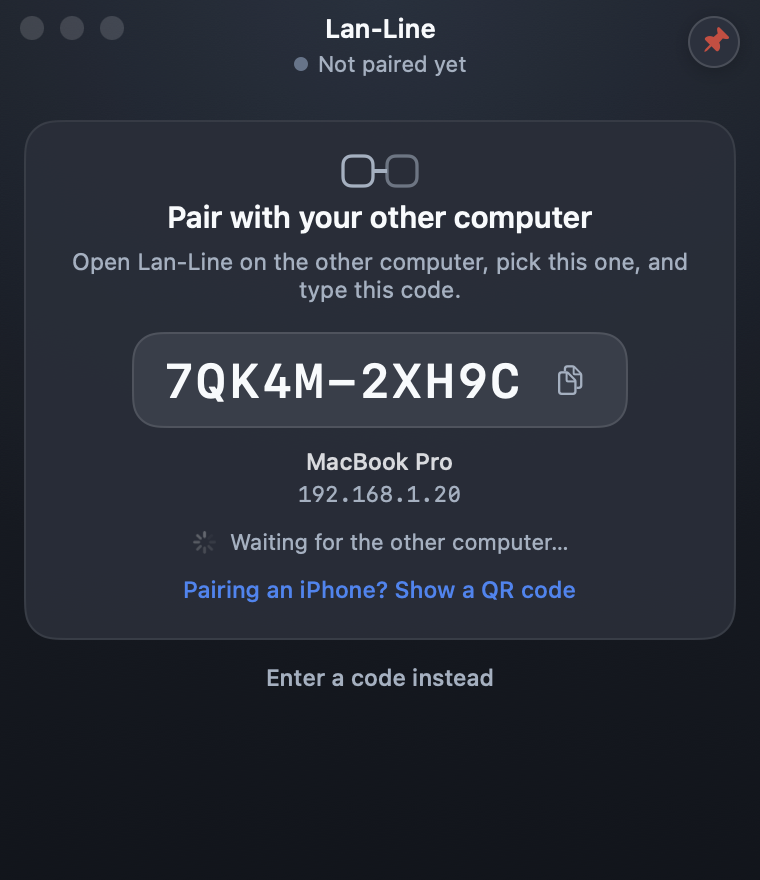 Lan-Line
Not paired yet
Pair with your other computer
Open Lan-Line on the other computer, pick this one, and
type this code.
7QK4M–2XH9C
MacBook Pro
192.168.1.20
Waiting for the other computer…
Pairing an iPhone? Show a QR code
Enter a code instead